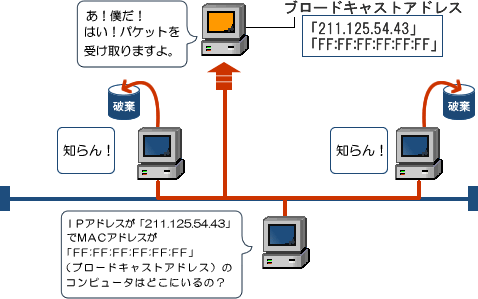 あ！僕だ！
はい！パケットを
受け取りますよ。
ブロードキャストアドレス
「211.125.54.43」
「FF:FF:FF:FF:FF:FF」
破業
破業
知らん！
知らん！
ＩＰアドレスが「211.125.54.43」
でＭＡＣアドレスが
「FF:FF:FF:FF:FF:FF」
（ブロードキャストアドレス）の
コンピュータはどこにいるの？